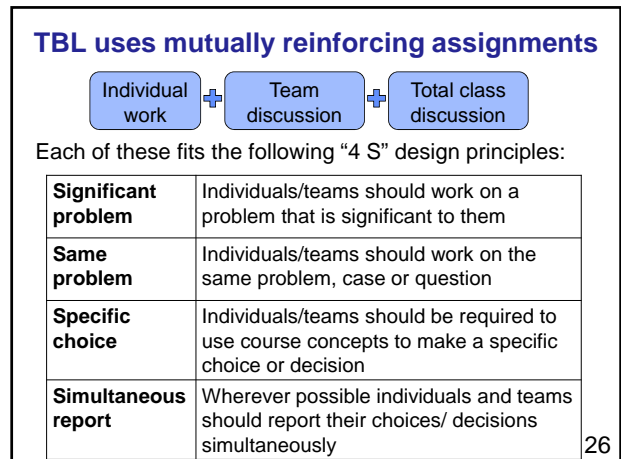 TBL uses mutually reinforcing assignments
Individual work
Team discussion
Total class discussion
Each of these fits the following “4 S” design principles:
Significant problem
Individuals/teams should work on a
problem that is significant to them
Same problem
Individuals/teams should work on the
same problem, case or question
Specific choice
Individuals/teams should be required to
use course concepts to make a specific
choice or decision
Simultaneous report
Wherever possible individuals and teams
should report their choices/ decisions
simultaneously
26